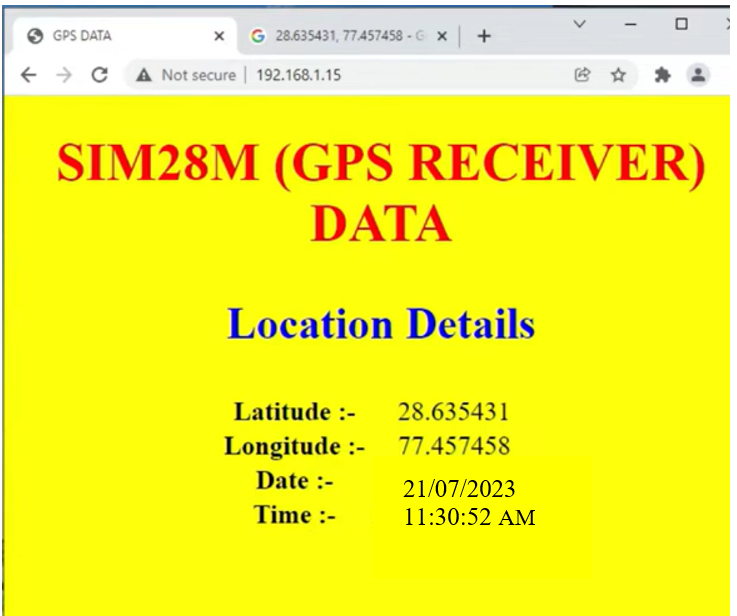 GPS DATA
28.635431, 77.457458 - G
Not secure | 192.168.1.15
SIM28M (GPS RECEIVER)
DATA
Location Details
Latitude :- 28.635431
Longitude :- 77.457458
Date :- 21/07/2023
Time :- 11:30:52 AM